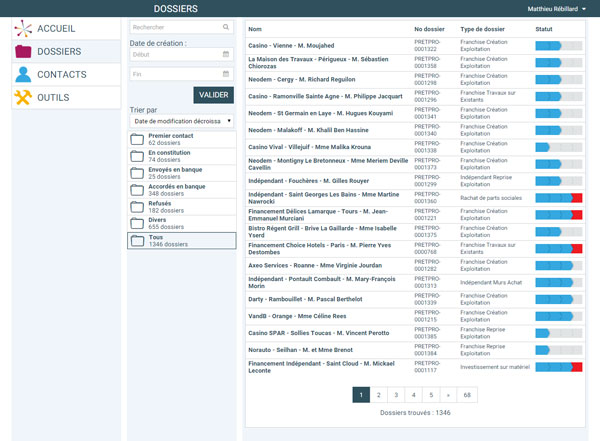 DOSSIERS
Matthieu Rébillard
ACCUEIL
DOSSIERS
CONTACTS
OUTILS
Rechercher
Date de création :
Début
Fin
VALIDER
Trier par
Date de modification décroissa
Premier contact
62 dossiers
En constitution
74 dossiers
Envoyés en banque
25 dossiers
Accordés en banque
348 dossiers
Refusés
182 dossiers
Divers
655 dossiers
Tous
1346 dossiers
Nom No dossier Type de dossier Statut
Casino - Vienne - M. Moujahed PRETPRO-0001322 Franchise Création Exploitation
La Maison des Travaux - Périgueux - M. Sébastien Chiorozas PRETPRO-0001358 Franchise Création Exploitation
Neodem - Cergy - M. Richard Reguilon PRETPRO-0001298 Franchise Création Exploitation
Casino - Ramonville Sainte Agne - M. Philippe Jacquart PRETPRO-0001296 Franchise Travaux sur Existants
Neodem - St Germain en Laye - M. Hugues Kouyami PRETPRO-0001341 Franchise Création Exploitation
Neodem - Malakoff - M. Khalil Ben Hassine PRETPRO-0001340 Franchise Création Exploitation
Casino Vival - Villejuif - Mme Malika Krouna PRETPRO-0001338 Franchise Création Exploitation
Neodem - Montigny Le Bretonneux - Mme Meriem Deville Cavellin PRETPRO-0001373 Franchise Création Exploitation
Indépendant - Fouchères - M. Gilles Rouyer PRETPRO-0001299 Indépendant Reprise Exploitation
Indépendant - Saint Georges Les Bains - Mme Martine Nawrocki PRETPRO-0001360 Rachat de parts sociales
Financement Délices Lamarque - Tours - M. Jean-Emmanuel Murciani PRETPRO-0001221 Franchise Création Exploitation
Bistro Régent Grill - Brive La Gaillarde - Mme Isabelle Yserd PRETPRO-0001375 Franchise Création Exploitation
Financement Choice Hotels - Paris - M. Pierre Yves Destombes PRETPRO-0000768 Franchise Travaux sur Existants
Axeo Services - Roanne - Mme Virginie Jourdan PRETPRO-0001282 Franchise Création Exploitation
Indépendant - Pontault Combault - M. Mary-François Morin PRETPRO-0001313 Indépendant Murs Achat
Darty - Rambouillet - M. Pascal Berthelot PRETPRO-0001339 Franchise Création Exploitation
VandB - Orange - Mme Céline Rees PRETPRO-0001215 Franchise Création Exploitation
Casino SPAR - Sollies Toucas - M. Vincent Perotto PRETPRO-0001385 Franchise Reprise Exploitation
Norauto - Seilhan - M. et Mme Brenot PRETPRO-0001384 Franchise Reprise Exploitation
Financement Indépendant - Saint Cloud - M. Mickael Leconte PRETPRO-0001117 Investissement sur matériel
1 2 3 4 5 » 68
Dossiers trouvés : 1346